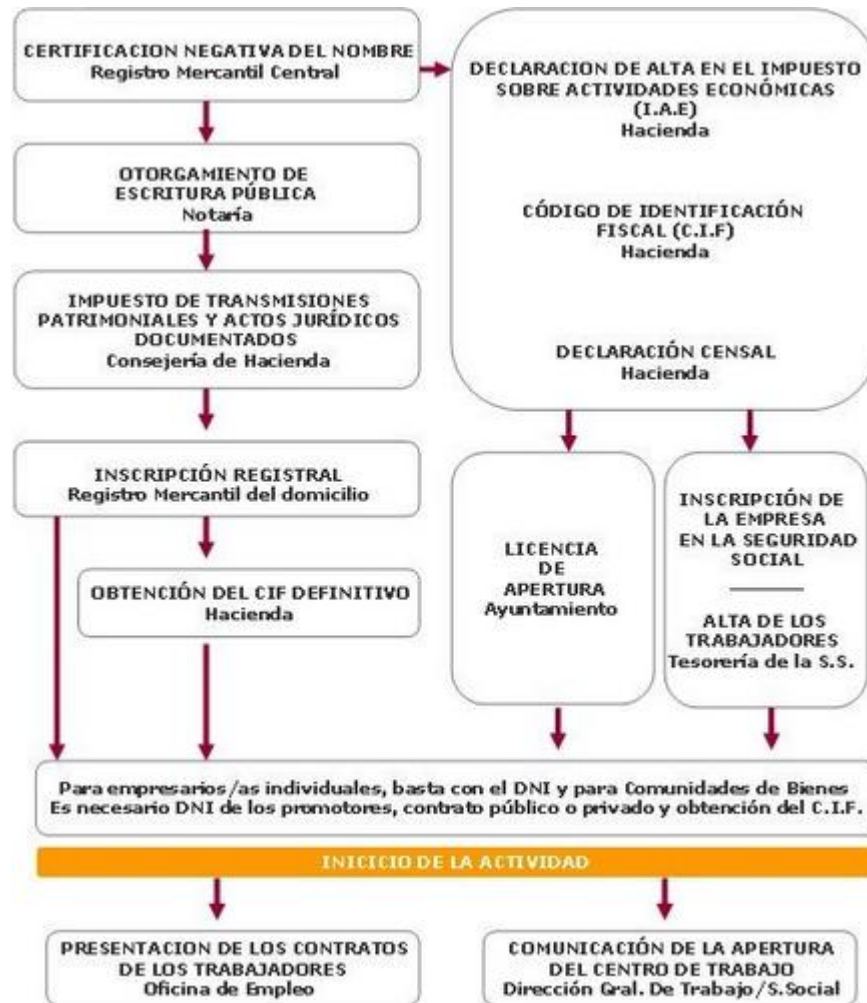 CERTIFICACION NEGATIVA DEL NOMBRE
Registro Mercantil Central
DECLARACION DE ALTA EN EL IMPUESTO
SOBRE ACTIVIDADES ECONÓMICAS
(I.A.E)
Hacienda
OTORGAMIENTO DE
ESCRITURA PÚBLICA
Notaría
CÓDIGO DE IDENTIFICACIÓN
FISCAL (C.I.F)
Hacienda
IMPUESTO DE TRANSMISIONES
PATRIMONIALES Y ACTOS JURÍDICOS
DOCUMENTADOS
Consejería de Hacienda
DECLARACIÓN CENSAL
Hacienda
INSCRIPCIÓN REGISTRAL
Registro Mercantil del domicilio
OBTENCIÓN DEL CIF DEFINITIVO
Hacienda
LICENCIA
DE
APERTURA
Ayuntamiento
INSCRIPCIÓN DE
LA EMPRESA
EN LA SEGURIDAD
SOCIAL
ALTA DE LOS
TRABAJADORES
Tesorería de la S.S.
Para empresarios/as individuales, basta con el DNI y para Comunidades de Bienes
Es necesario DNI de los promotores, contrato público o privado y obtención del C.I.F.
INICICIO DE LA ACTIVIDAD
PRESENTACION DE LOS CONTRATOS
DE LOS TRABAJADORES
Oficina de Empleo
COMUNICACIÓN DE LA APERTURA
DEL CENTRO DE TRABAJO
Dirección Gral. De Trabajo/S.Social